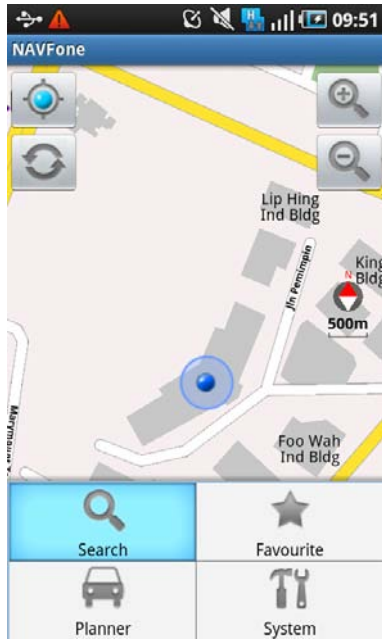 09:51
NAVFone
Lip Hing
Ind Bldg
King
Bldg
Jln Pemimpin
N
500m
Foo Wah
Ind Bldg
Search
Favourite
Planner
System